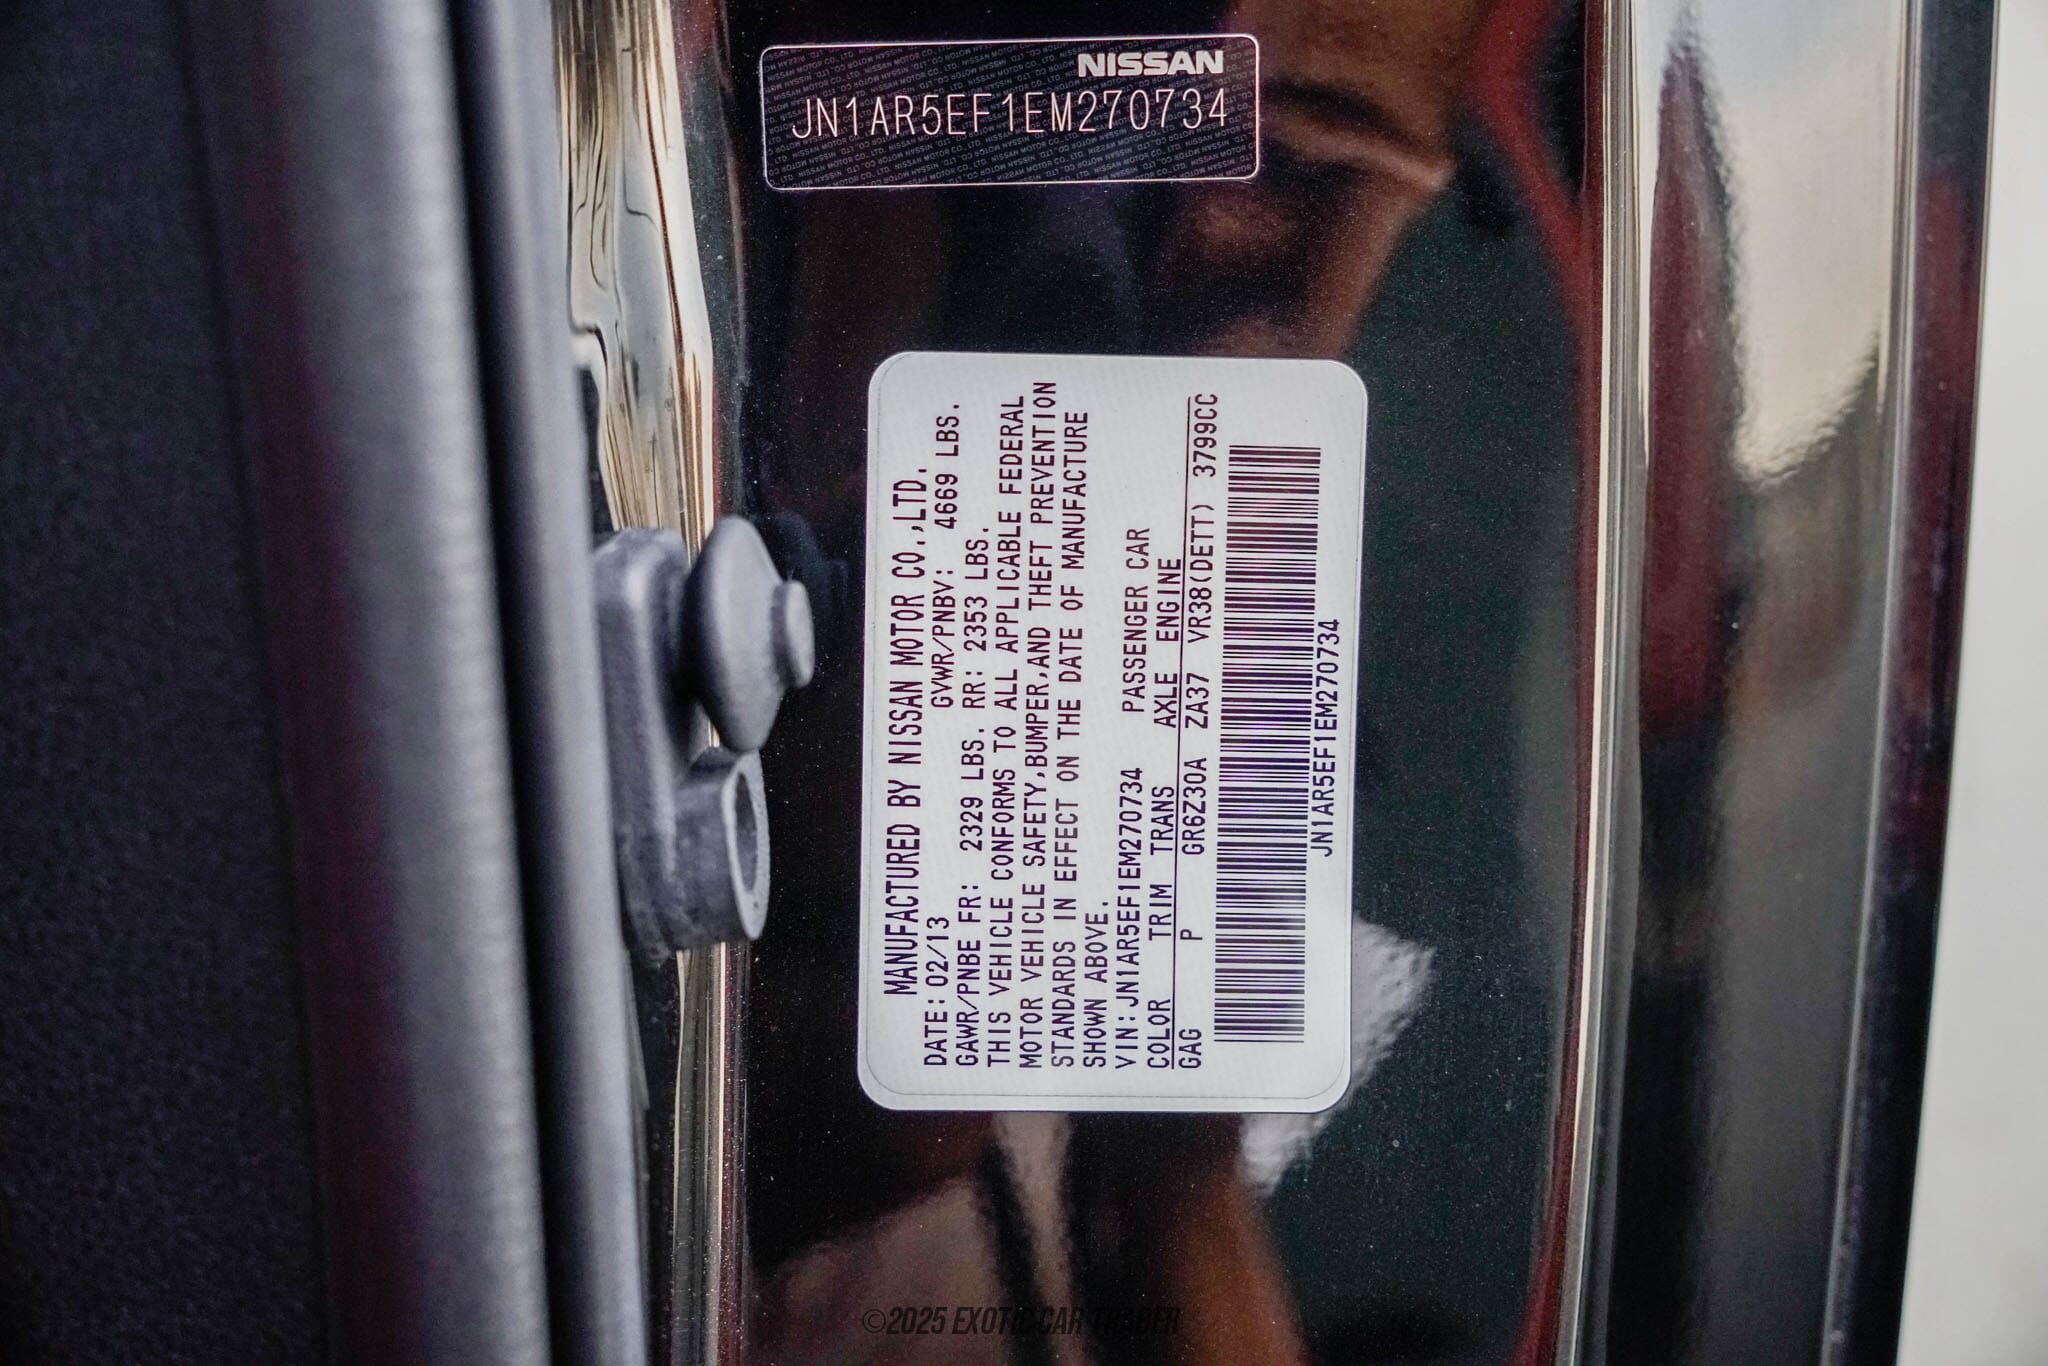 NISSAN
JN1AR5EF1EM270734
MANUFACTURED BY NISSAN MOTOR CO.,LTD.
DATE:02/13 GVWR/PNBV: 4669 LBS.
GAWR/PNBE FR: 2329 LBS. RR: 2353 LBS.
THIS VEHICLE CONFORMS TO ALL APPLICABLE FEDERAL
MOTOR VEHICLE SAFETY,BUMPER,AND THEFT PREVENTION
STANDARDS IN EFFECT ON THE DATE OF MANUFACTURE
SHOWN ABOVE.
VIN:JN1AR5EF1EM270734 PASSENGER CAR
COLOR TRIM TRANS AXLE ENGINE
GAG P GR6Z30A ZA37 VR38(DETT) 3799CC
JN1AR5EF1EM270734
©2025 EXOTIC CAR TRADER